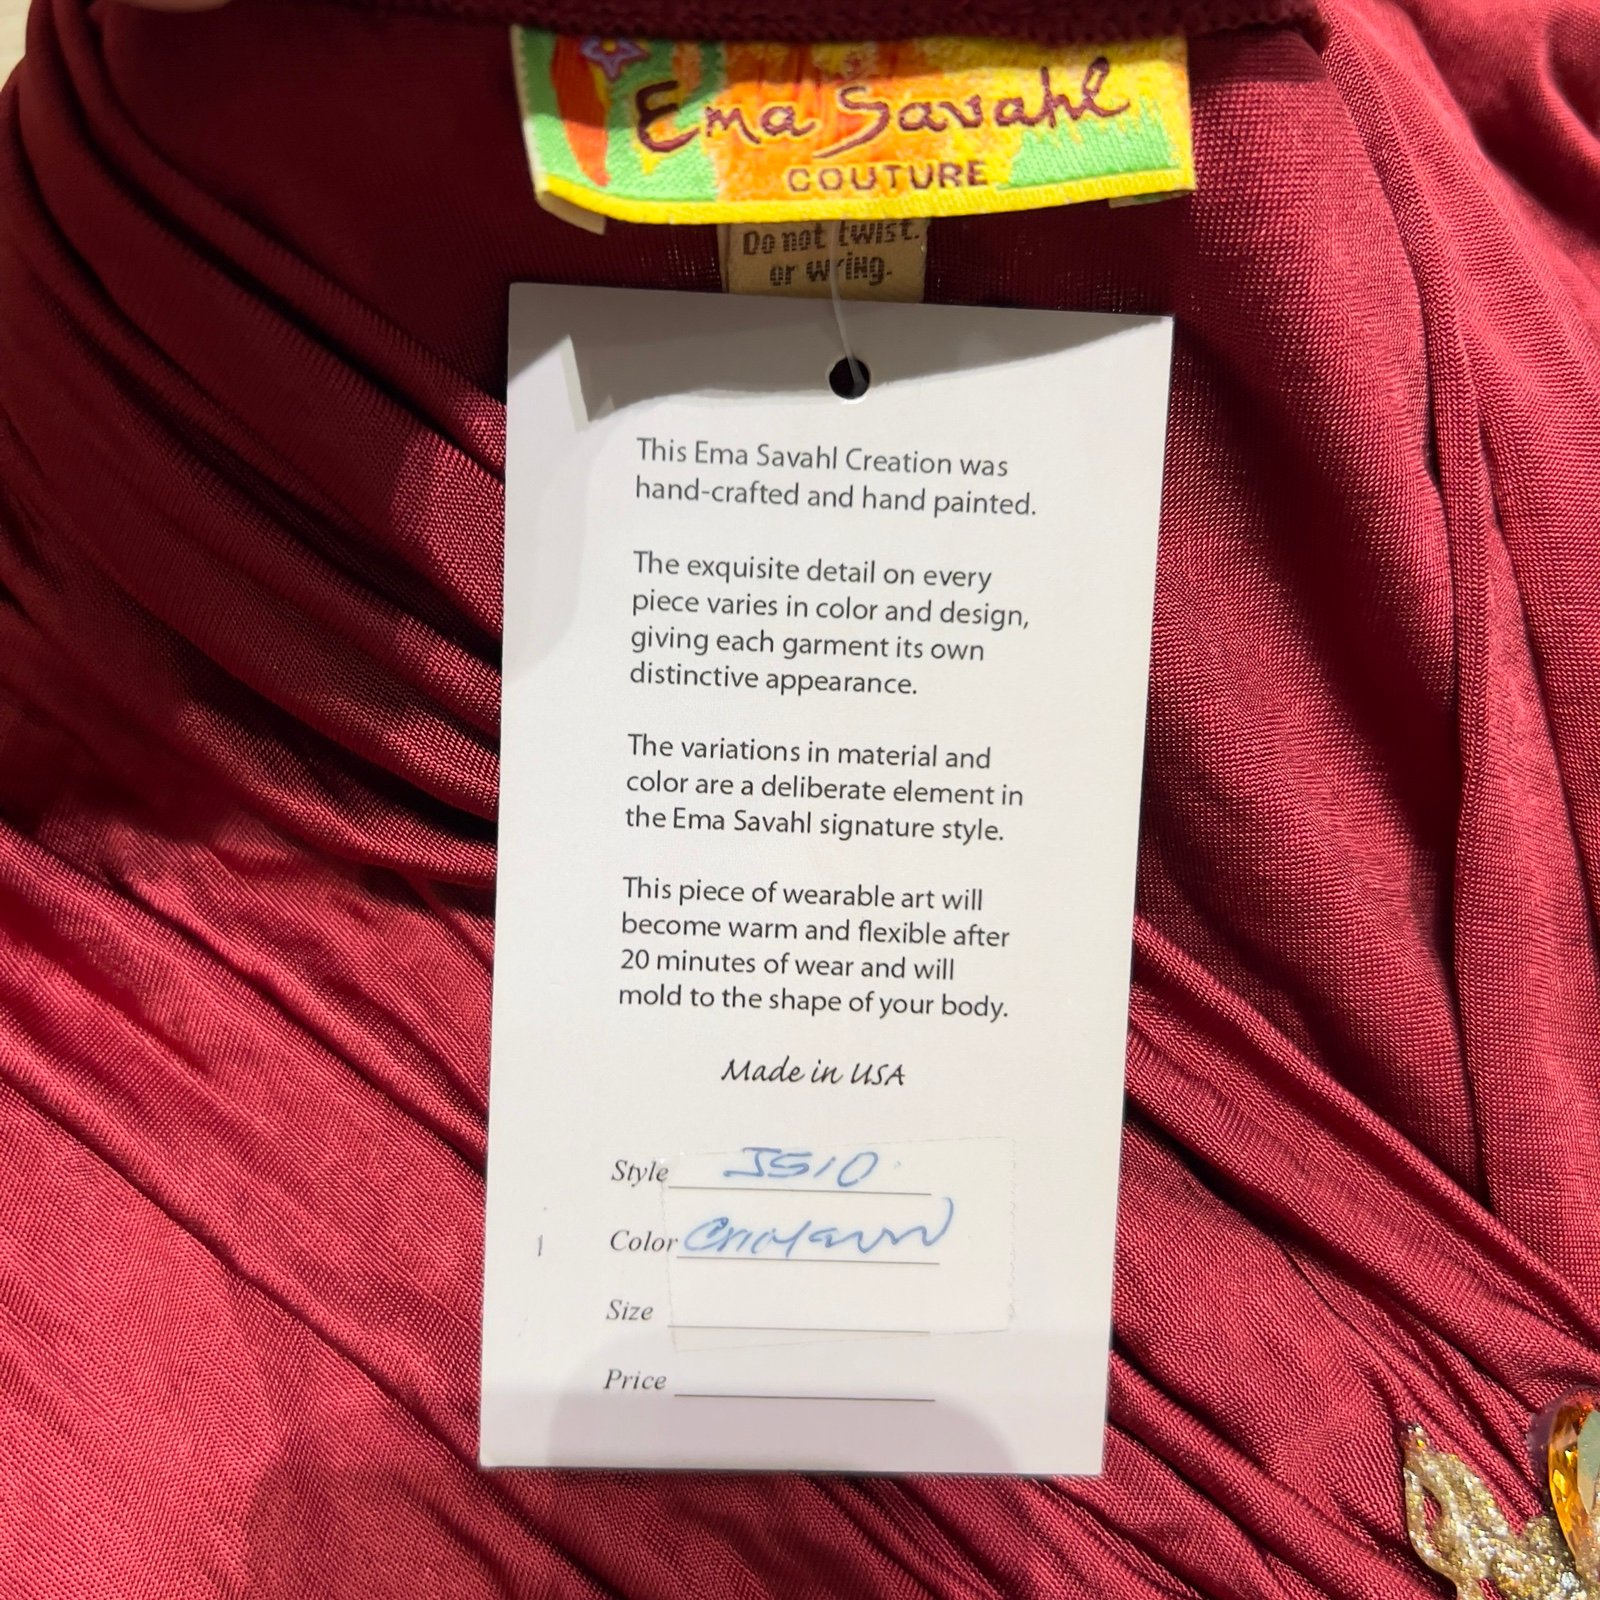 Ema Savahl
COUTURE
Do not twist.
or wring.
This Ema Savahl Creation was
hand-crafted and hand painted.
The exquisite detail on every
piece varies in color and design,
giving each garment its own
distinctive appearance.
The variations in material and
color are a deliberate element in
the Ema Savahl signature style.
This piece of wearable art will
become warm and flexible after
20 minutes of wear and will
mold to the shape of your body.
Made in USA
Style JS10
Color
Size
Price